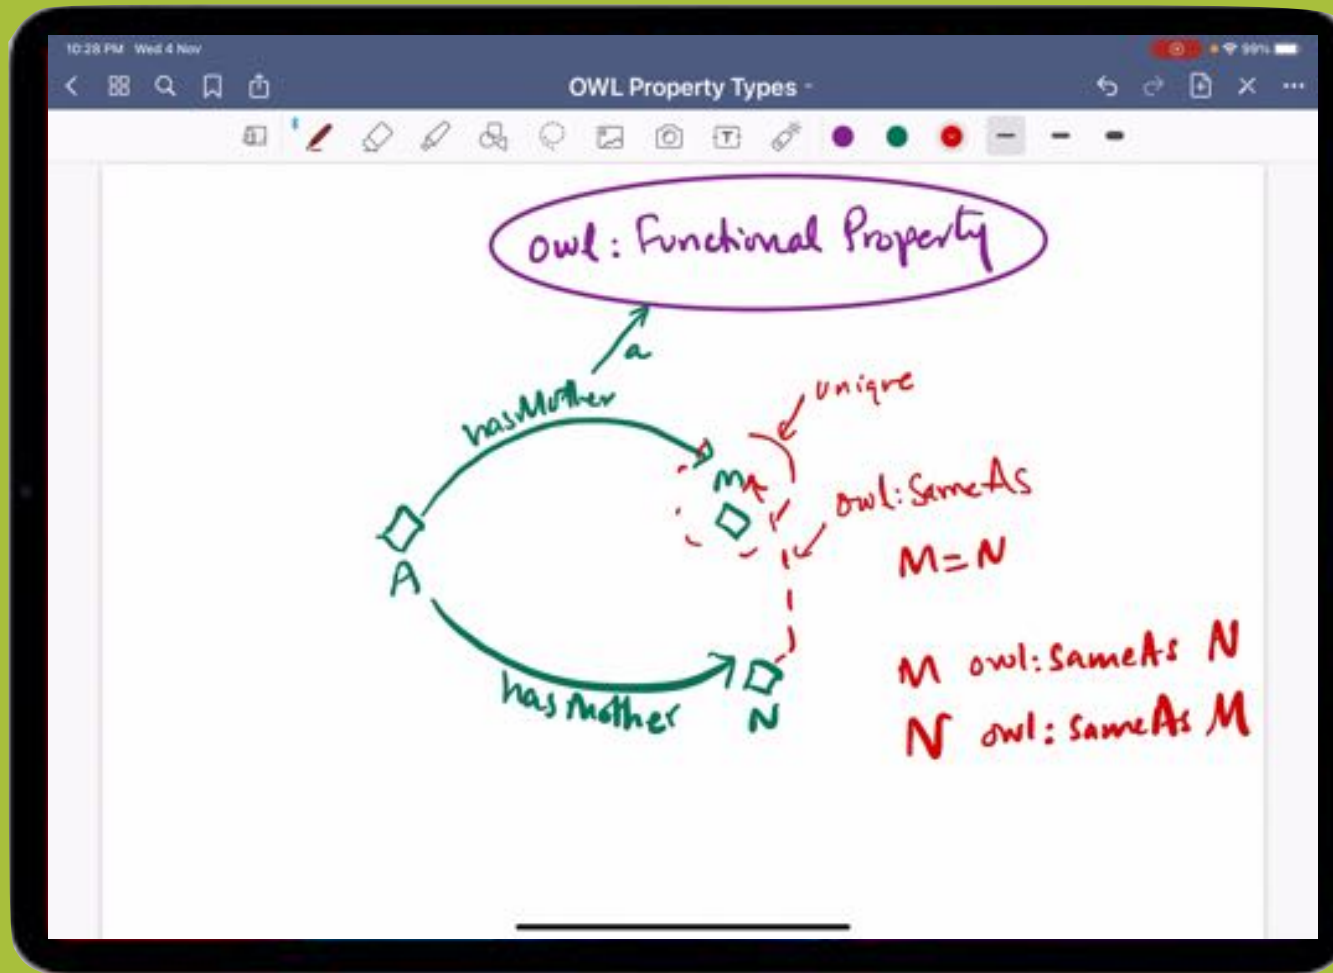 10:28 PM Wed 4 Nov
99%
OWL Property Types
T
owl: Functional Property
a
hasMother
unique
M
owl:SameAs
M=N
A
M owl:SameAs N
hasMother
N
N owl: SameAs M